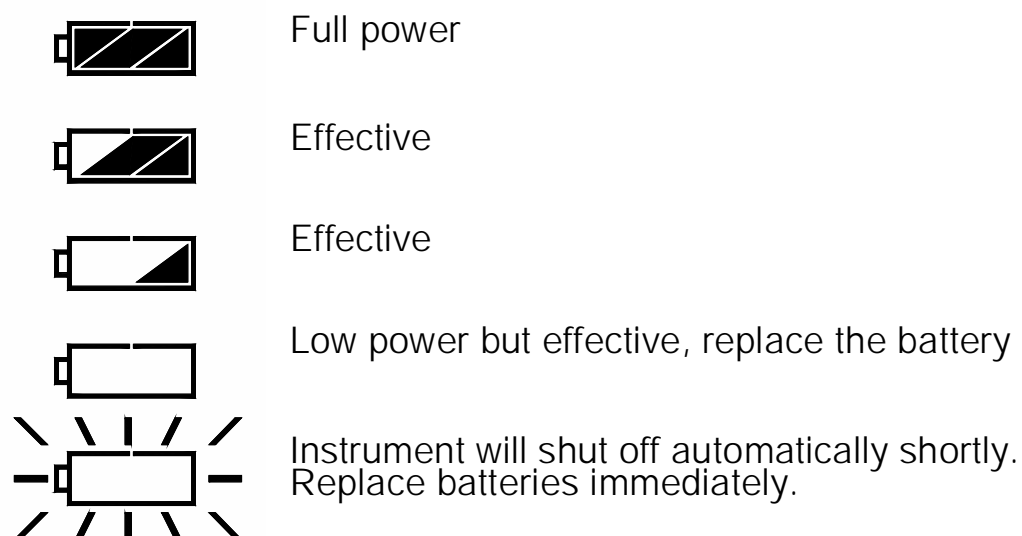 Full power
Effective
Effective
Low power but effective, replace the battery
Instrument will shut off automatically shortly.
Replace batteries immediately.